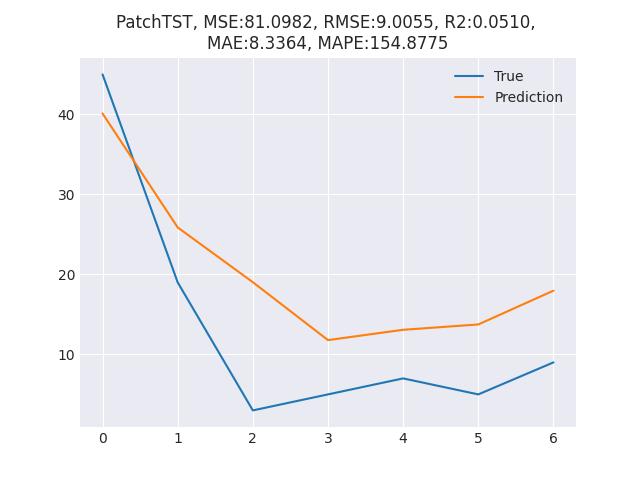 PatchTST, MSE:81.0982, RMSE:9.0055, R2:0.0510,
MAE:8.3364, MAPE:154.8775
True
Prediction
40
30
20
10
0 1 2 3 4 5 6